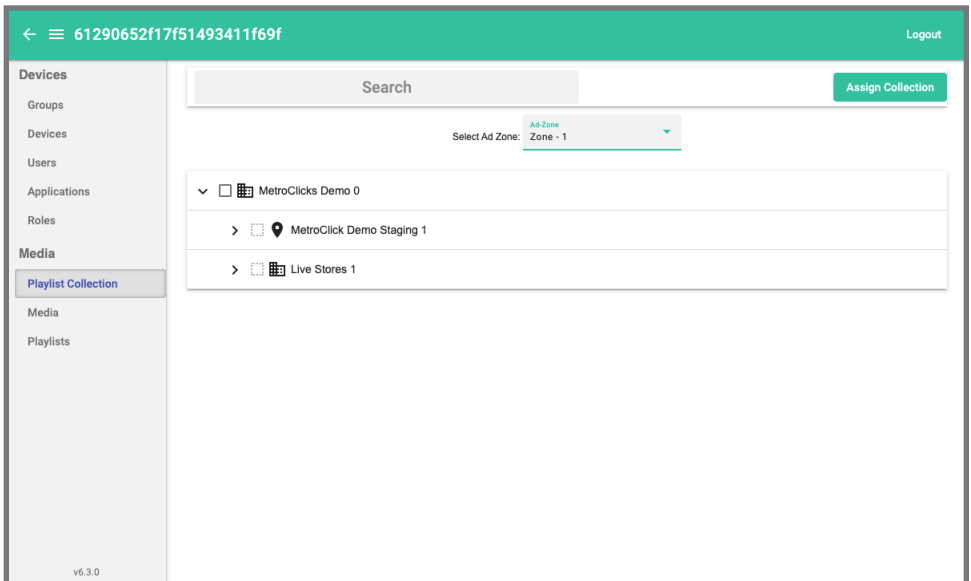 61290652f17f51493411f69f
Logout
Devices
Groups
Devices
Users
Applications
Roles
Media
Playlist Collection
Media
Playlists
v6.3.0
Search
Assign Collection
Select Ad Zone:
Ad-Zone
Zone - 1
MetroClicks Demo 0
MetroClick Demo Staging 1
Live Stores 1